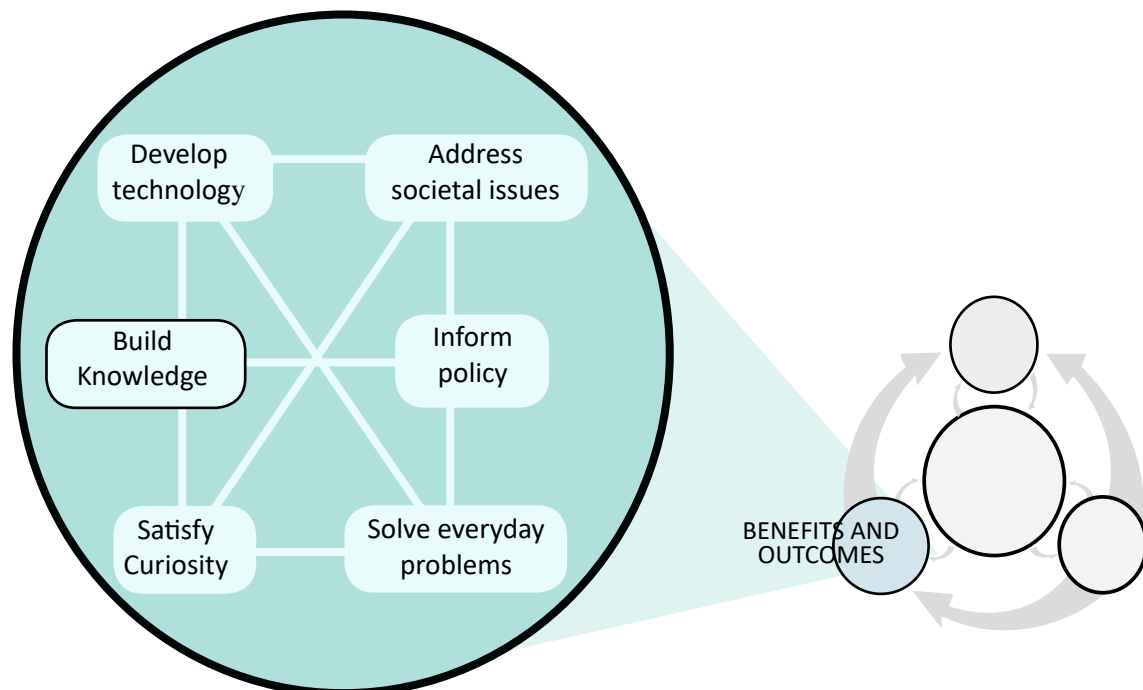 Develop
technology
Address
societal issues
Build
Knowledge
Inform
policy
Satisfy
Curiosity
Solve everyday
problems
BENEFITS AND
OUTCOMES